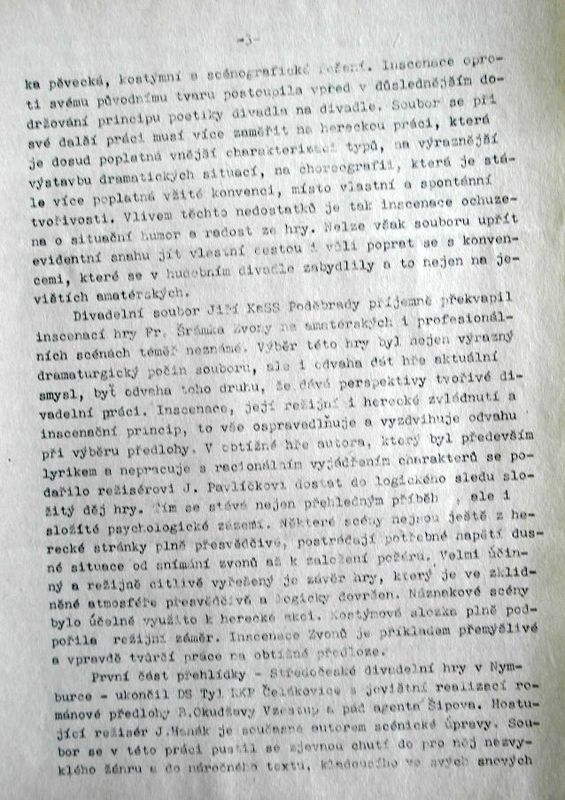 -3-
ka pěvecká, kostýmní a scénografické řešení. Inscenace opro-
ti svému původnímu tvaru postoupila vpřed v důslednějším do-
držování principu poetiky divadla na divadle. Soubor se při
své další práci musí více zaměřit na hereckou práci, která
je dosud poplatná vnější charakterizaci typů, na výraznější
výstavbu dramatických situací, na choreografii, která je stá-
le více poplatná vžité konvenci, místo vlastní a spontánní
tvořivosti. Vlivem těchto nedostatků je tak inscenace ochuze-
na o situační humor a radost ze hry. Nelze však souboru upřít
evidentní snahu jít vlastní cestou i vůli poprat se s konven-
cemi, které se v hudebním divadle zabydlily a to nejen na je-
vištích amatérských.
Divadelní soubor Jiří KaSS Poděbrady příjemně překvapil
inscenací hry Fr. Šrámka Zvony na amatérských i profesionál-
ních scénách téměř neznámé. Výběr této hry byl nejen výrazný
dramaturgický počin souboru, ale i odvaha dát hře aktuální
smysl, byť odvaha toho druhu, že dává perspektivy tvořivé di-
vadelní práci. Inscenace, její režijní i herecké zvládnutí a
inscenační princip, to vše ospravedlňuje a vyzdvihuje odvahu
při výběru předlohy. V obtížné hře autora, který byl především
lyrikem a nepracuje s racionálním vyjádřením charakterů se po-
dařilo režisérovi J. Pavlíčkovi dostat do logického sledu slo-
žitý děj hry. Tím se stává nejen přehledným příběh , ale i
složité psychologické zázemí. Některé scény nejsou ještě z he-
recké stránky plně přesvědčivé, postrádají potřebné napětí dus-
né situace od snímání zvonů až k založení požáru. Velmi účin-
ný a režijně citlivě vyřešený je závěr hry, který je ve zklid-
něné atmosféře přesvědčivě a logicky dovršen. Náznakové scény
bylo účelně využito k herecké akci. Kostýmová složka plně pod-
pořila režijní záměr. Inscenace Zvonů je příkladem přemýšlivé
a vpravdě tvůrčí práce na obtížné předloze.
První část přehlídky - Středočeské divadelní hry v Nym-
burce - ukončil DS Tyl KKP Čelákovice s jevištní realizací ro-
mánové předlohy B.Okudžavy Vzestup a pád agenta Šipova. Hostu-
jící režisér J.Hanák je současně autorem scénické úpravy. Sou-
bor se v této práci pustil se zjevnou chutí do pro něj nezvy-
klého žánru a do náročného textu, kladoucího ve svých snových